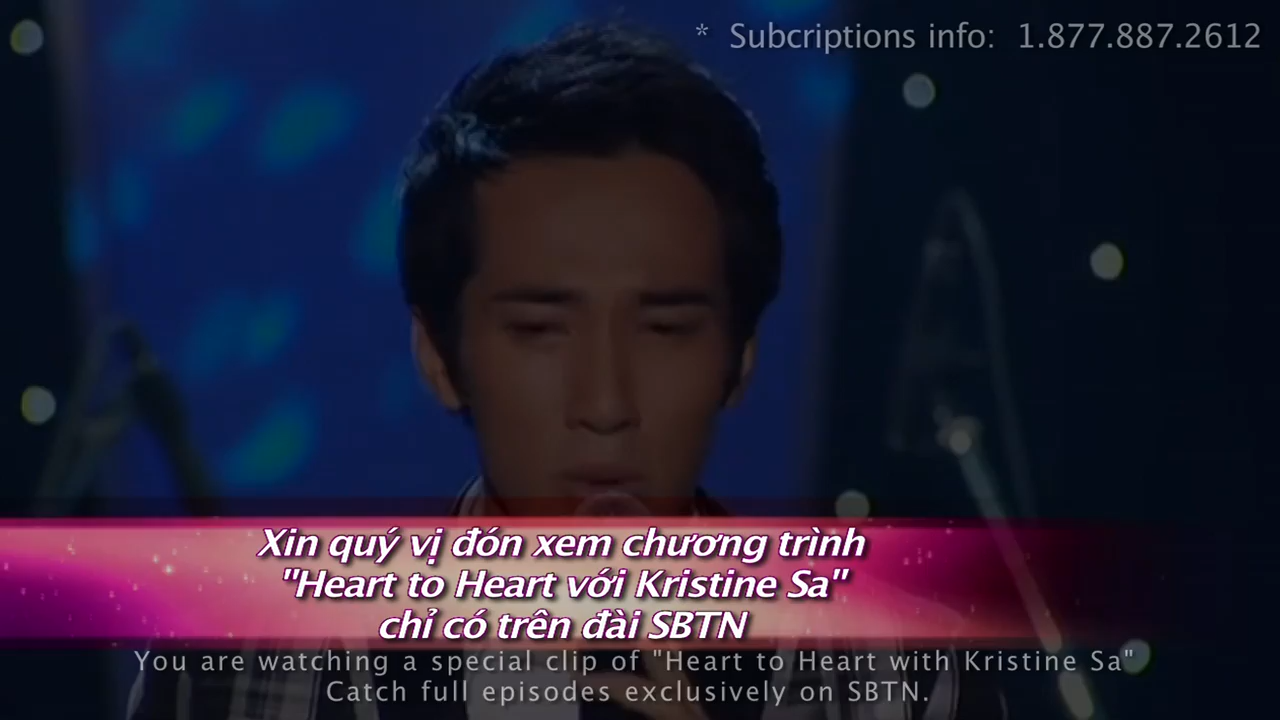 * Subcriptions info: 1.877.887.2612
Xin quý vị đón xem chương trình
"Heart to Heart với Kristine Sa"
chỉ có trên đài SBTN
You are watching a special clip of "Heart to Heart with Kristine Sa"
Catch full episodes exclusively on SBTN.